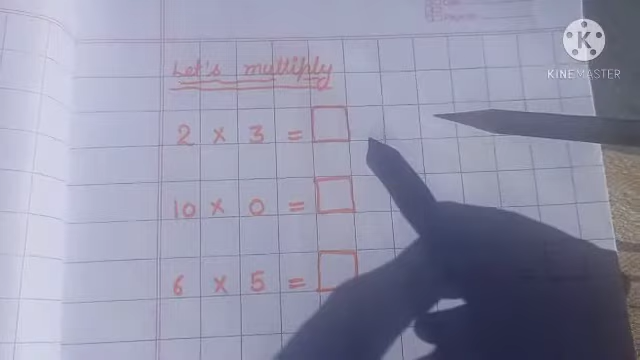 KINEMASTER
Let's multiply
2 × 3 =
10 × 0 =
6 × 5 =